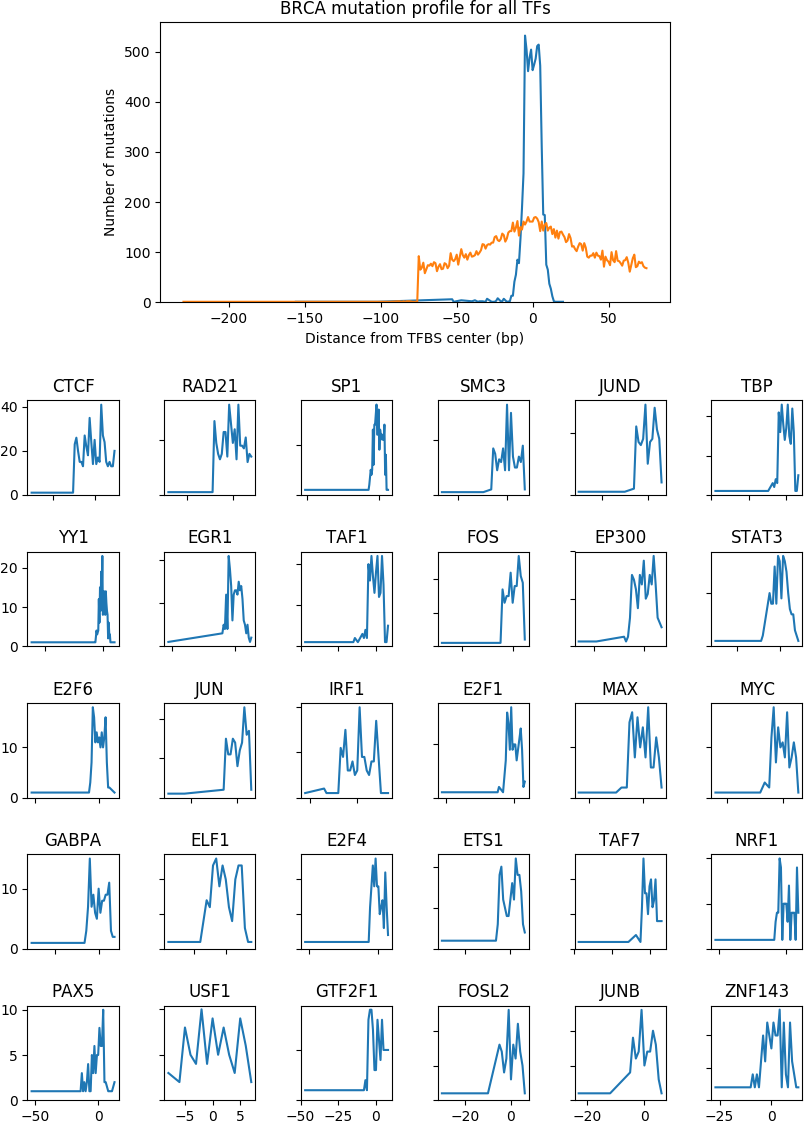 BRCA mutation profile for all TFs
500
400
300
200
100
0
Number of mutations
−200 −150 −100 −50 0 50
Distance from TFBS center (bp)
CTCF RAD21 SP1 SMC3 JUND TBP
40
20
0
YY1 EGR1 TAF1 FOS EP300 STAT3
20
10
0
E2F6 JUN IRF1 E2F1 MAX MYC
10
0
GABPA ELF1 E2F4 ETS1 TAF7 NRF1
10
0
PAX5 USF1 GTF2F1 FOSL2 JUNB ZNF143
10
5
0
−50 0 −5 0 5 −50 −25 0 −20 0 −20 0 −25 0